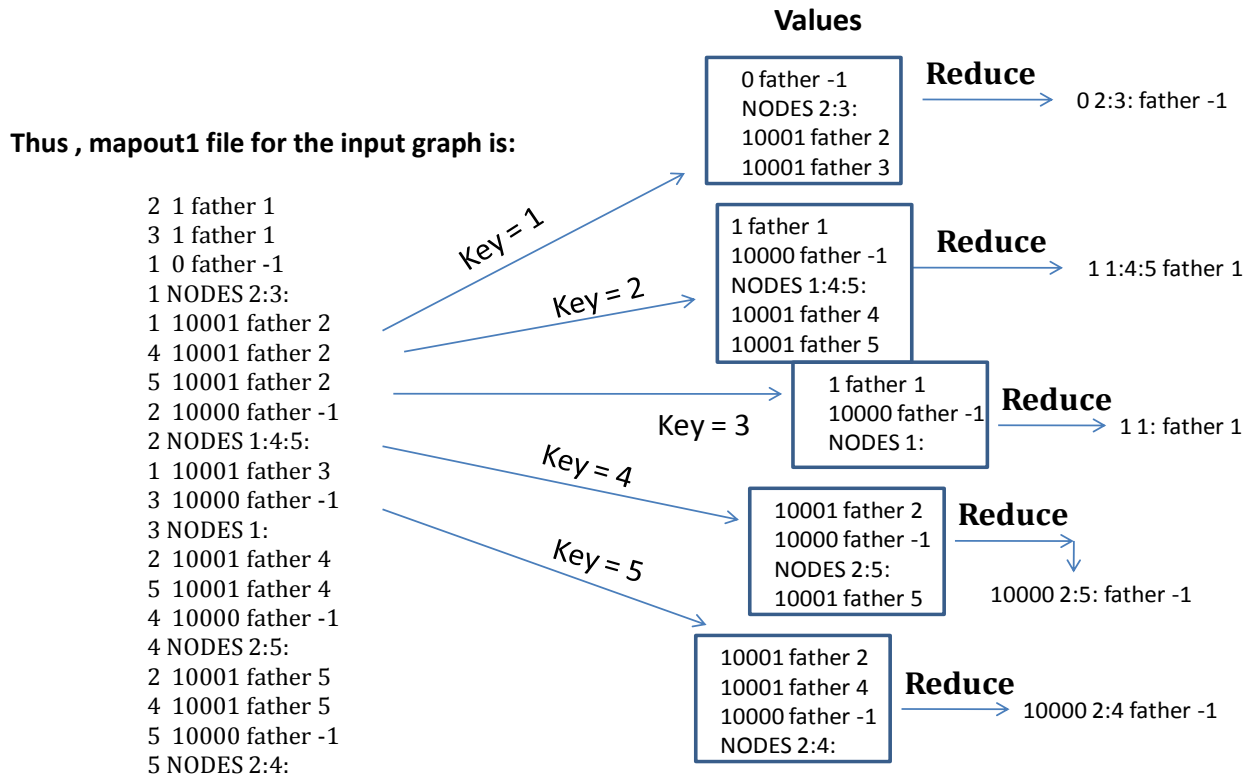 Values
Thus , mapout1 file for the input graph is:
2 1 father 1
3 1 father 1
1 0 father -1
1 NODES 2:3:
1 10001 father 2
4 10001 father 2
5 10001 father 2
2 10000 father -1
2 NODES 1:4:5:
1 10001 father 3
3 10000 father -1
3 NODES 1:
2 10001 father 4
5 10001 father 4
4 10000 father -1
4 NODES 2:5:
2 10001 father 5
4 10001 father 5
5 10000 father -1
5 NODES 2:4:
Key = 1
0 father -1
NODES 2:3:
10001 father 2
10001 father 3
Reduce
0 2:3: father -1
Key = 2
1 father 1
10000 father -1
NODES 1:4:5:
10001 father 4
10001 father 5
Reduce
1 1:4:5 father 1
Key = 3
1 father 1
10000 father -1
NODES 1:
Reduce
1 1: father 1
Key = 4
10001 father 2
10000 father -1
NODES 2:5:
10001 father 5
Reduce
10000 2:5: father -1
Key = 5
10001 father 2
10001 father 4
10000 father -1
NODES 2:4:
Reduce
10000 2:4 father -1